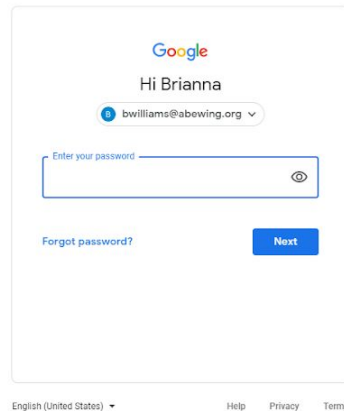 Google
Hi Brianna
B bwilliams@abewing.org
Enter your password
Forgot password? Next
English (United States) Help Privacy Term